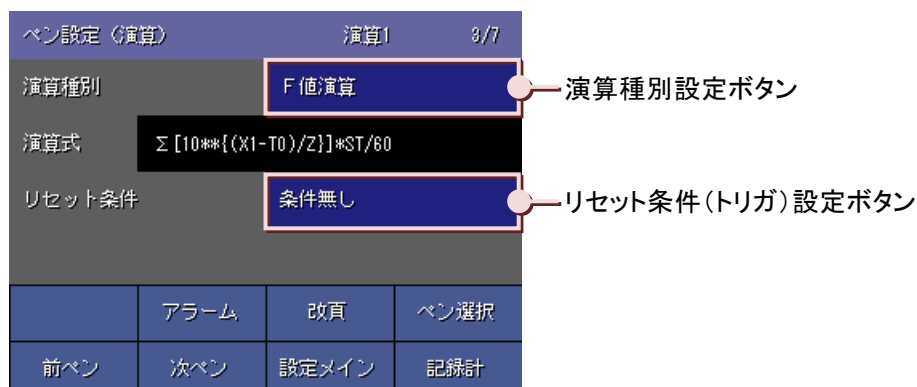 ペン設定（演算） 演算1 3/7
演算種別 F値演算 演算種別設定ボタン
演算式 Σ[10**{(X1-T0)/Z}]*ST/60
リセット条件 条件無し リセット条件（トリガ）設定ボタン
アラーム 改頁 ペン選択
前ペン 次ペン 設定メイン 記録計